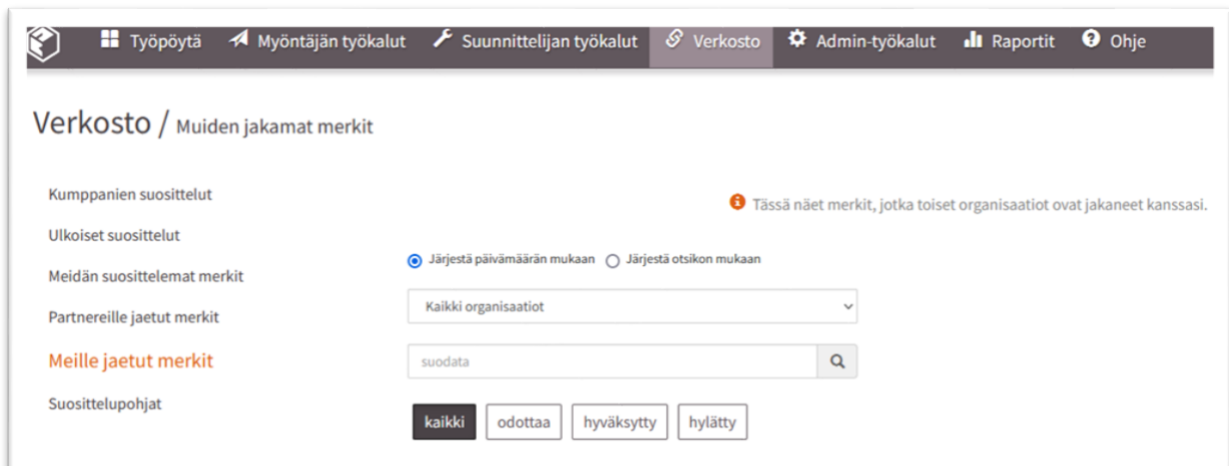 Työpöytä Myöntäjän työkalut Suunnittelijan työkalut Verkosto Admin-työkalut Raportit Ohje
Verkosto / Muiden jakamat merkit
Kumppanien suosittelut
Tässä näet merkit, jotka toiset organisaatiot ovat jakaneet kanssasi.
Ulkoiset suosittelut
Järjestä päivämäärän mukaan Järjestä otsikon mukaan
Meidän suosittelemat merkit
Kaikki organisaatiot
Partnereille jaetut merkit
Meille jaetut merkit
suodata
Suosittelupohjat
kaikki odottaa hyväksytty hylätty